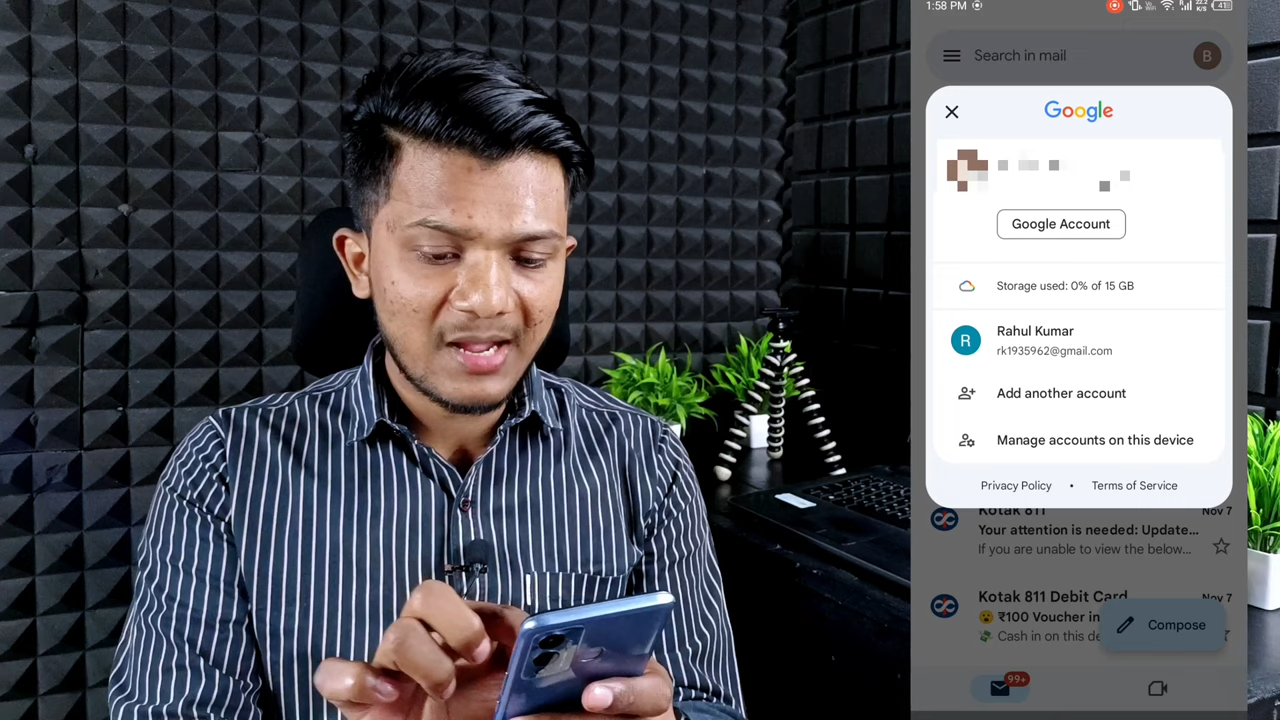 1:58 PM
Search in mail
B
Google
Google Account
Storage used: 0% of 15 GB
R
Rahul Kumar
rk1935962@gmail.com
Add another account
Manage accounts on this device
Privacy Policy • Terms of Service
Kotak 811
Nov 7
Your attention is needed: Update...
If you are unable to view the below...
Kotak 811 Debit Card
Nov 7
😮 ₹100 Voucher in
💸 Cash in on this de
Compose
99+